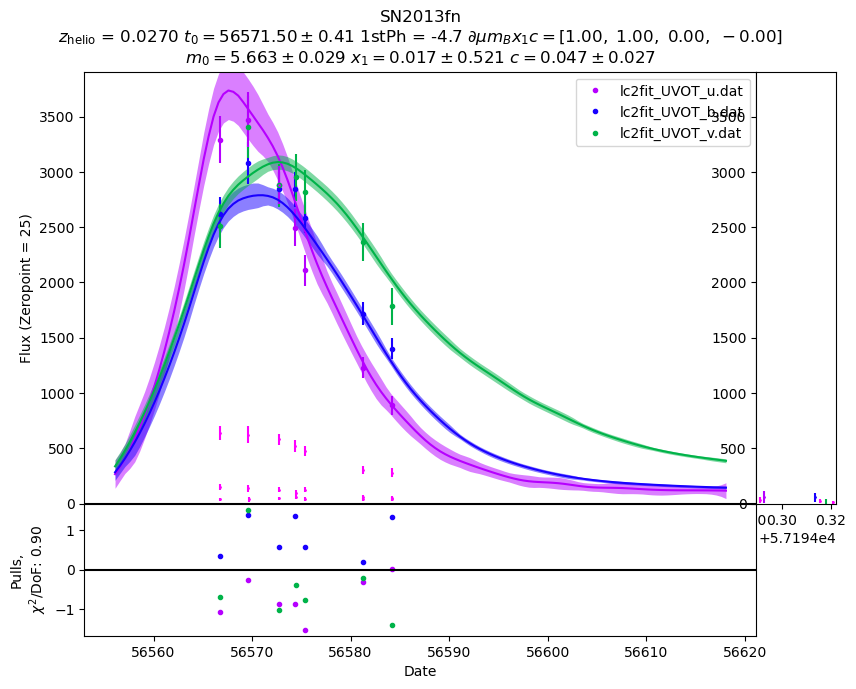 SN2013fn
z_helio = 0.0270 t_0 = 56571.50 ± 0.41 1stPh = -4.7 ∂μm_Bx_1c = [1.00, 1.00, 0.00, −0.00]
m_0 = 5.663 ± 0.029 x_1 = 0.017 ± 0.521 c = 0.047 ± 0.027
lc2fit_UVOT_u.dat
lc2fit_UVOT_b.dat
lc2fit_UVOT_v.dat
Flux (Zeropoint = 25)
3500
3000
2500
2000
1500
1000
500
0
3500
3000
2500
2000
1500
1000
500
0
0.30
0.32
+5.7194e4
Pulls,
χ²/DoF: 0.90
1
0
−1
56560
56570
56580
56590
56600
56610
56620
Date